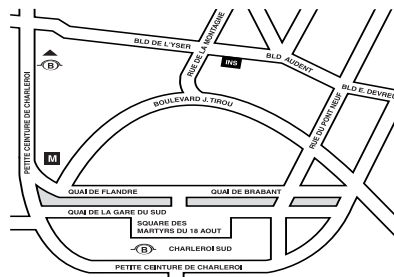 BLD DE L'YSER
RUE DE LA MONTAGNE
INS
BLD AUDENT
BLD E. DEVREU
B
PETITE CEINTURE DE CHARLEROI
BOULEVARD J. TIROU
RUE DU PONT NEUF
M
QUAI DE FLANDRE
QUAI DE BRABANT
QUAI DE LA GARE DU SUD
SQUARE DES
MARTYRS DU 18 AOUT
B
CHARLEROI SUD
PETITE CEINTURE DE CHARLEROI